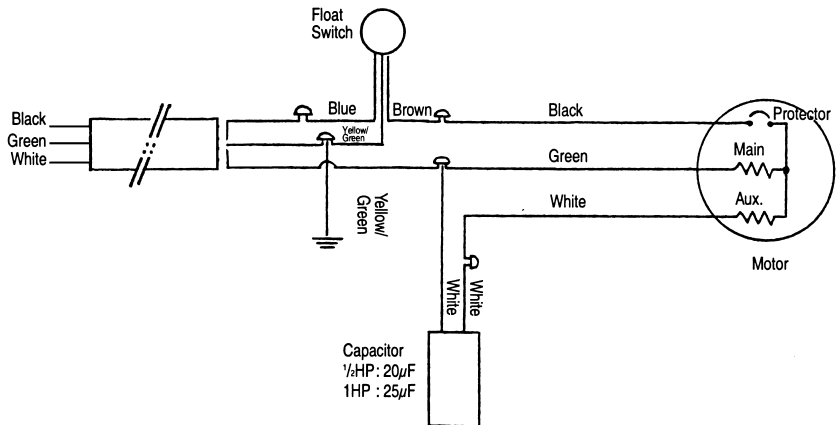 Float
Switch
Black
Green
White
Blue
Brown
Black
Yellow/
Green
Protector
Main
Green
Yellow/
Green
White
Aux.
White
White
Motor
Capacitor
½HP : 20µF
1HP : 25µF